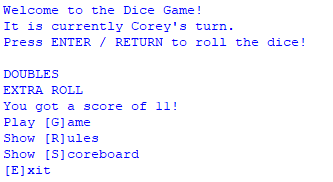 Welcome to the Dice Game!
It is currently Corey's turn.
Press ENTER / RETURN to roll the dice!
DOUBLES
EXTRA ROLL
You got a score of 11!
Play [G]ame
Show [R]ules
Show [S]coreboard
[E]xit